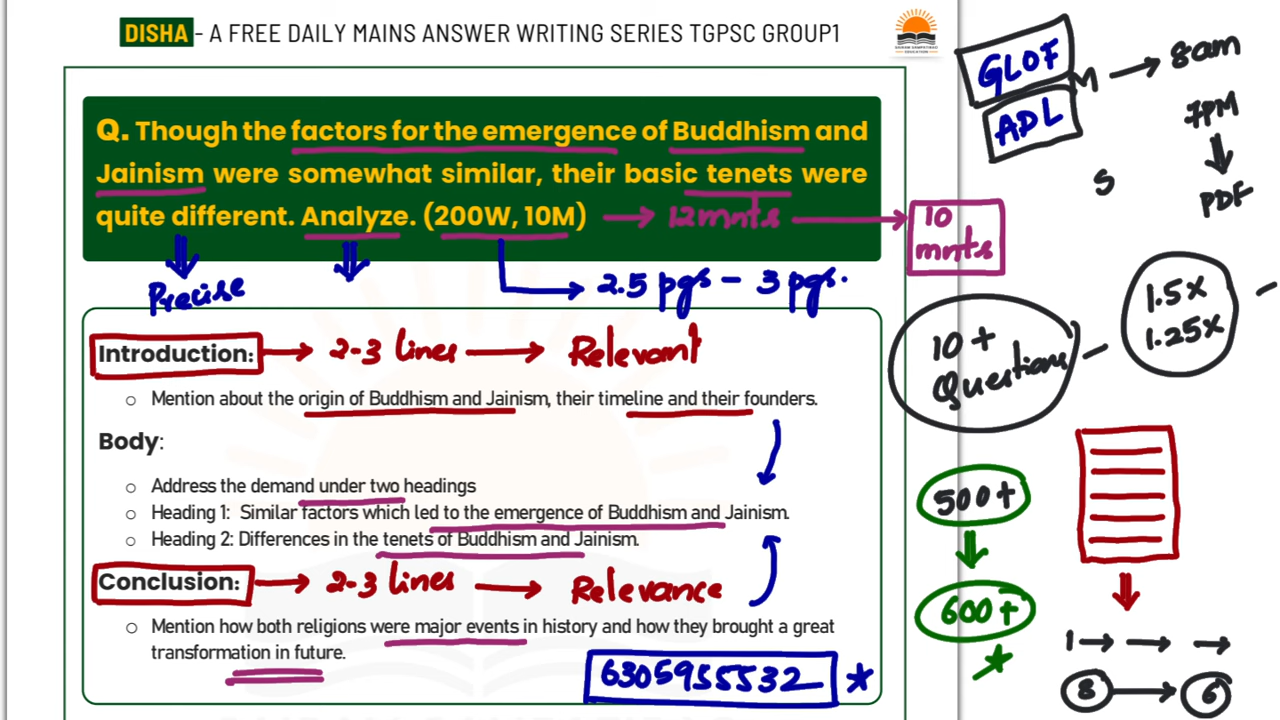 DISHA - A FREE DAILY MAINS ANSWER WRITING SERIES TGPSC GROUP1
Q. Though the factors for the emergence of Buddhism and
Jainism were somewhat similar, their basic tenets were
quite different. Analyze. (200W, 10M) → 12mnts → 10 mnts
Precise
2.5 pgs - 3 pgs.
Introduction: → 2-3 lines → Relevant
○ Mention about the origin of Buddhism and Jainism, their timeline and their founders.
Body:
○ Address the demand under two headings
○ Heading 1: Similar factors which led to the emergence of Buddhism and Jainism.
○ Heading 2: Differences in the tenets of Buddhism and Jainism.
Conclusion: → 2-3 lines → Relevance
○ Mention how both religions were major events in history and how they brought a great
transformation in future.
6305955532 *
GLOF
M → 8am
ADL
7PM
PDF
S
10+
Questions
1.5x
1.25x
500+
600+
1 → → →
8 → 6